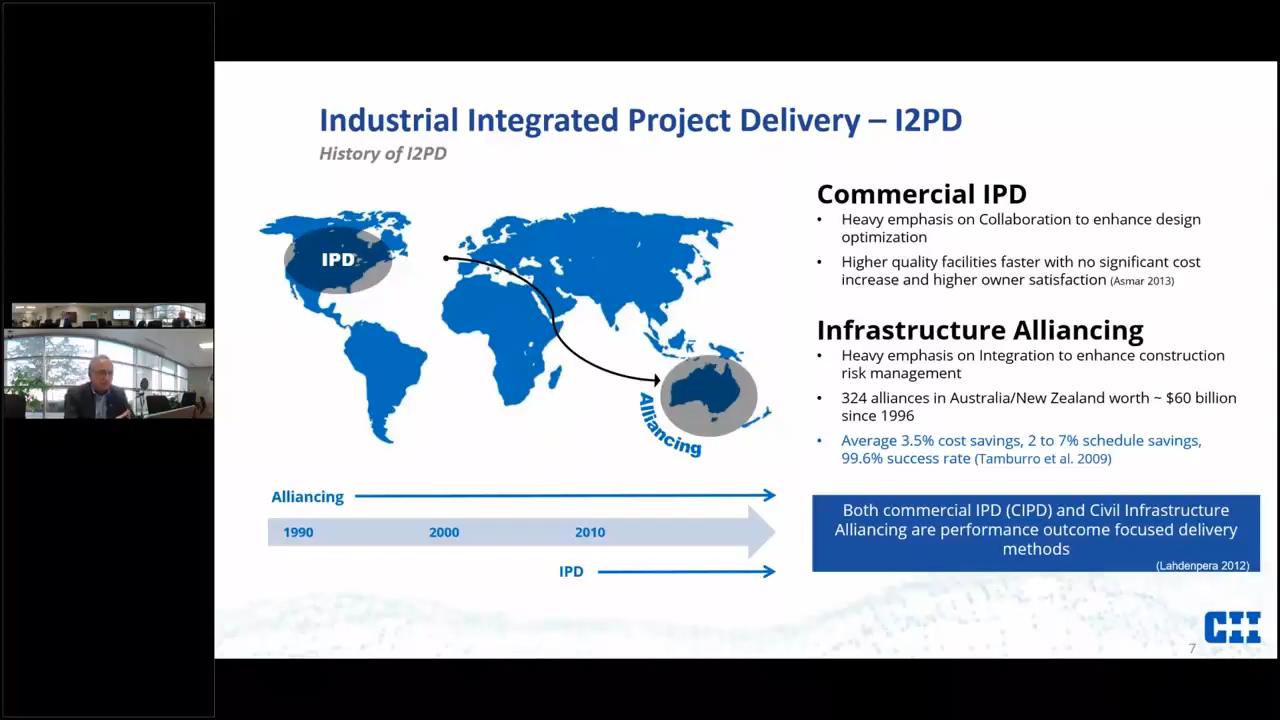 Industrial Integrated Project Delivery – I2PD
History of I2PD
IPD
Alliancing
Alliancing
1990 2000 2010
IPD
Commercial IPD
• Heavy emphasis on Collaboration to enhance design
optimization
• Higher quality facilities faster with no significant cost
increase and higher owner satisfaction (Asmar 2013)
Infrastructure Alliancing
• Heavy emphasis on Integration to enhance construction
risk management
• 324 alliances in Australia/New Zealand worth ~ $60 billion
since 1996
• Average 3.5% cost savings, 2 to 7% schedule savings,
99.6% success rate (Tamburro et al. 2009)
Both commercial IPD (CIPD) and Civil Infrastructure
Alliancing are performance outcome focused delivery
methods
(Lahdenpera 2012)
CII
7